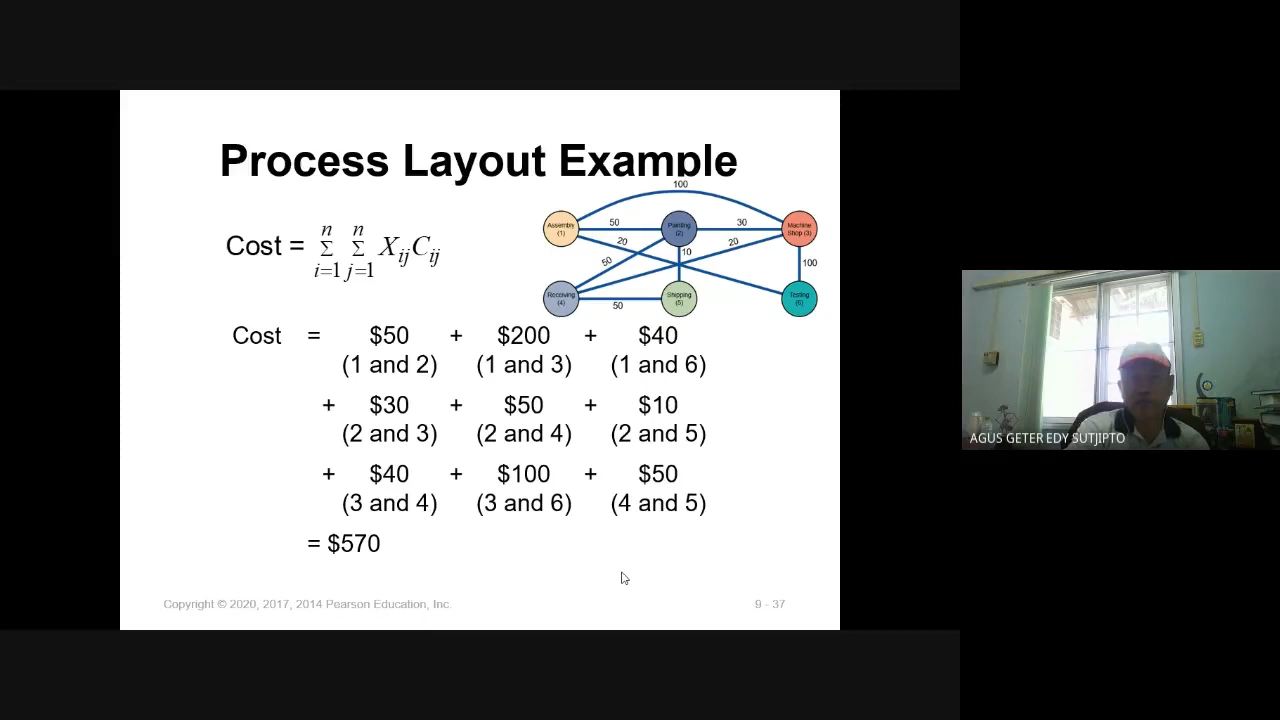 Process Layout Example
Cost = n Σ i=1 n Σ j=1 XijCij
100
Assembly (1)
50
Painting (2)
30
Machine Shop (3)
20
20
50
10
100
Receiving (4)
50
Shipping (5)
Testing (6)
Cost = $50 + $200 + $40
(1 and 2) (1 and 3) (1 and 6)
+ $30 + $50 + $10
(2 and 3) (2 and 4) (2 and 5)
+ $40 + $100 + $50
(3 and 4) (3 and 6) (4 and 5)
= $570
Copyright © 2020, 2017, 2014 Pearson Education, Inc.
9 - 37
AGUS GETER EDY SUTJIPTO